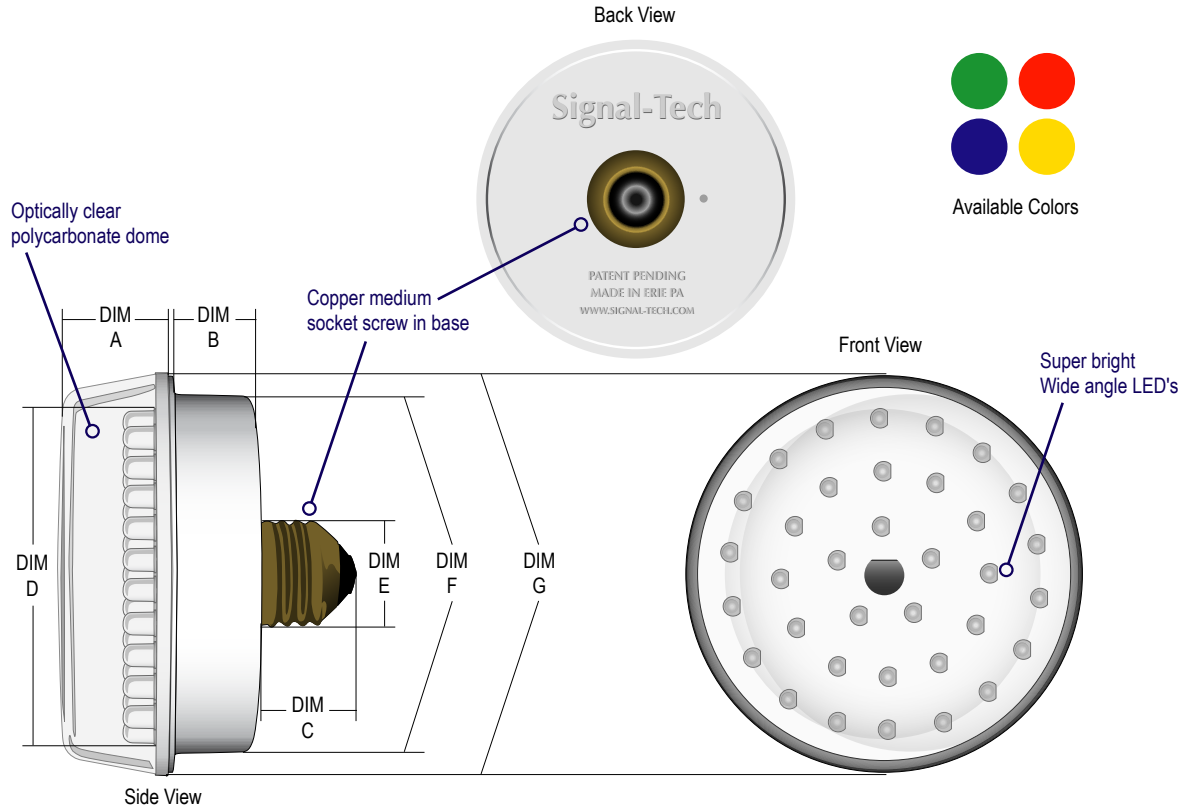 Back View
Signal-Tech
PATENT PENDING
MADE IN ERIE PA
WWW.SIGNAL-TECH.COM
Available Colors
Optically clear
polycarbonate dome
Copper medium
socket screw in base
DIM
A
DIM
B
Front View
Super bright
Wide angle LED's
DIM
D
DIM
E
DIM
F
DIM
G
DIM
C
Side View